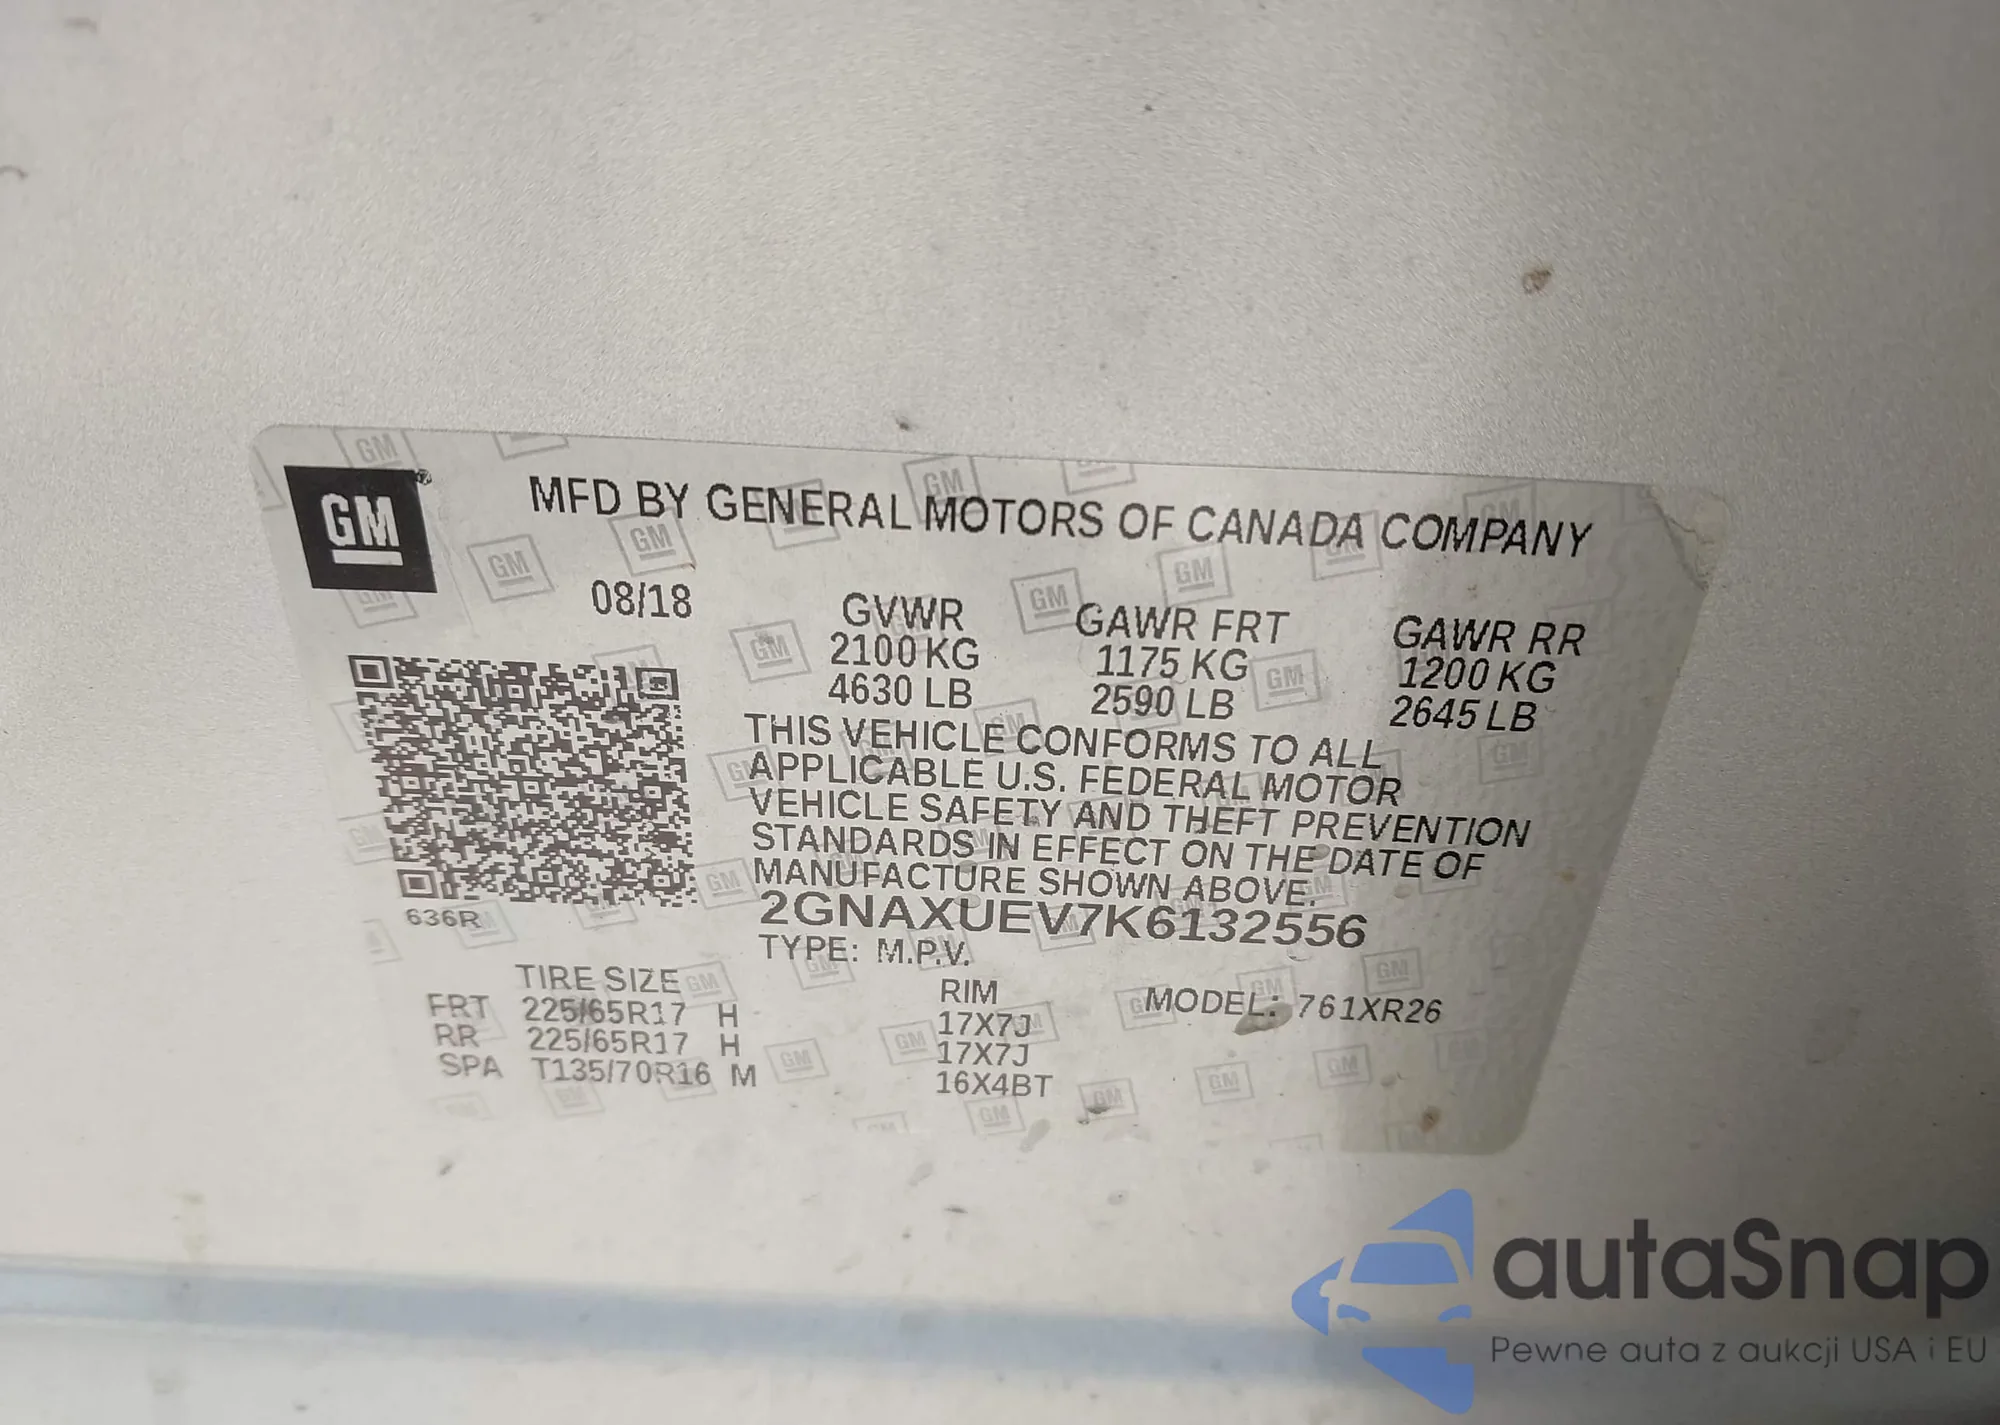 GM
MFD BY GENERAL MOTORS OF CANADA COMPANY
08/18
GVWR GAWR FRT GAWR RR
2100 KG 1175 KG 1200 KG
4630 LB 2590 LB 2645 LB
THIS VEHICLE CONFORMS TO ALL
APPLICABLE U.S. FEDERAL MOTOR
VEHICLE SAFETY AND THEFT PREVENTION
STANDARDS IN EFFECT ON THE DATE OF
MANUFACTURE SHOWN ABOVE.
2GNAXUEV7K6132556
TYPE: M.P.V.
636R
TIRE SIZE RIM MODEL: 761XR26
FRT 225/65R17 H 17X7J
RR 225/65R17 H 17X7J
SPA T135/70R16 M 16X4BT
autaSnap
Pewne auta z aukcji USA i EU